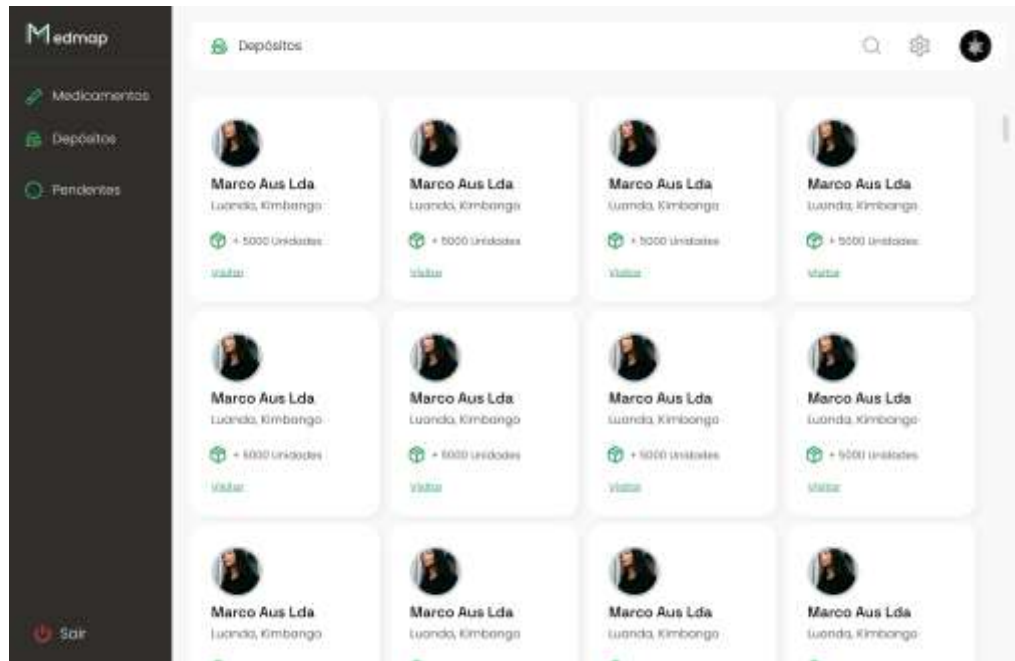 Medmap
Medicamentos
Depósitos
Pendentes
Sair
Depósitos
Marco Aus Lda
Luanda, Kimbango
+ 5000 Unidades
Visitar
Marco Aus Lda
Luanda, Kimbango
+ 5000 Unidades
Visitar
Marco Aus Lda
Luanda, Kimbango
+ 5000 Unidades
Visitar
Marco Aus Lda
Luanda, Kimbango
+ 5000 Unidades
Visitar
Marco Aus Lda
Luanda, Kimbango
+ 5000 Unidades
Visitar
Marco Aus Lda
Luanda, Kimbango
+ 5000 Unidades
Visitar
Marco Aus Lda
Luanda, Kimbango
+ 5000 Unidades
Visitar
Marco Aus Lda
Luanda, Kimbango
+ 5000 Unidades
Visitar
Marco Aus Lda
Luanda, Kimbango
Marco Aus Lda
Luanda, Kimbango
Marco Aus Lda
Luanda, Kimbango
Marco Aus Lda
Luanda, Kimbango